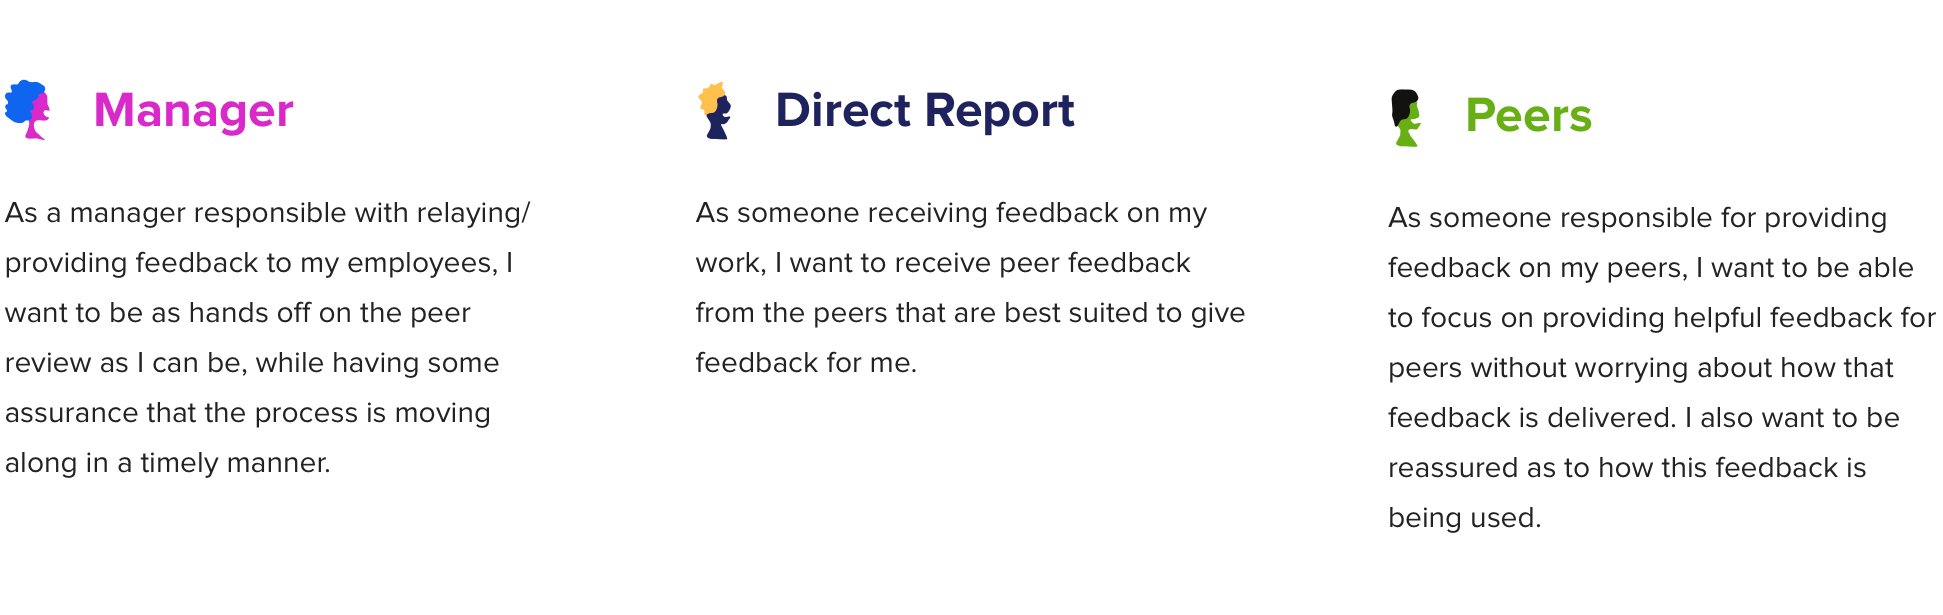 Manager
As a manager responsible with relaying/
providing feedback to my employees, I
want to be as hands off on the peer
review as I can be, while having some
assurance that the process is moving
along in a timely manner.
Direct Report
As someone receiving feedback on my
work, I want to receive peer feedback
from the peers that are best suited to give
feedback for me.
Peers
As someone responsible for providing
feedback on my peers, I want to be able
to focus on providing helpful feedback for
peers without worrying about how that
feedback is delivered. I also want to be
reassured as to how this feedback is
being used.